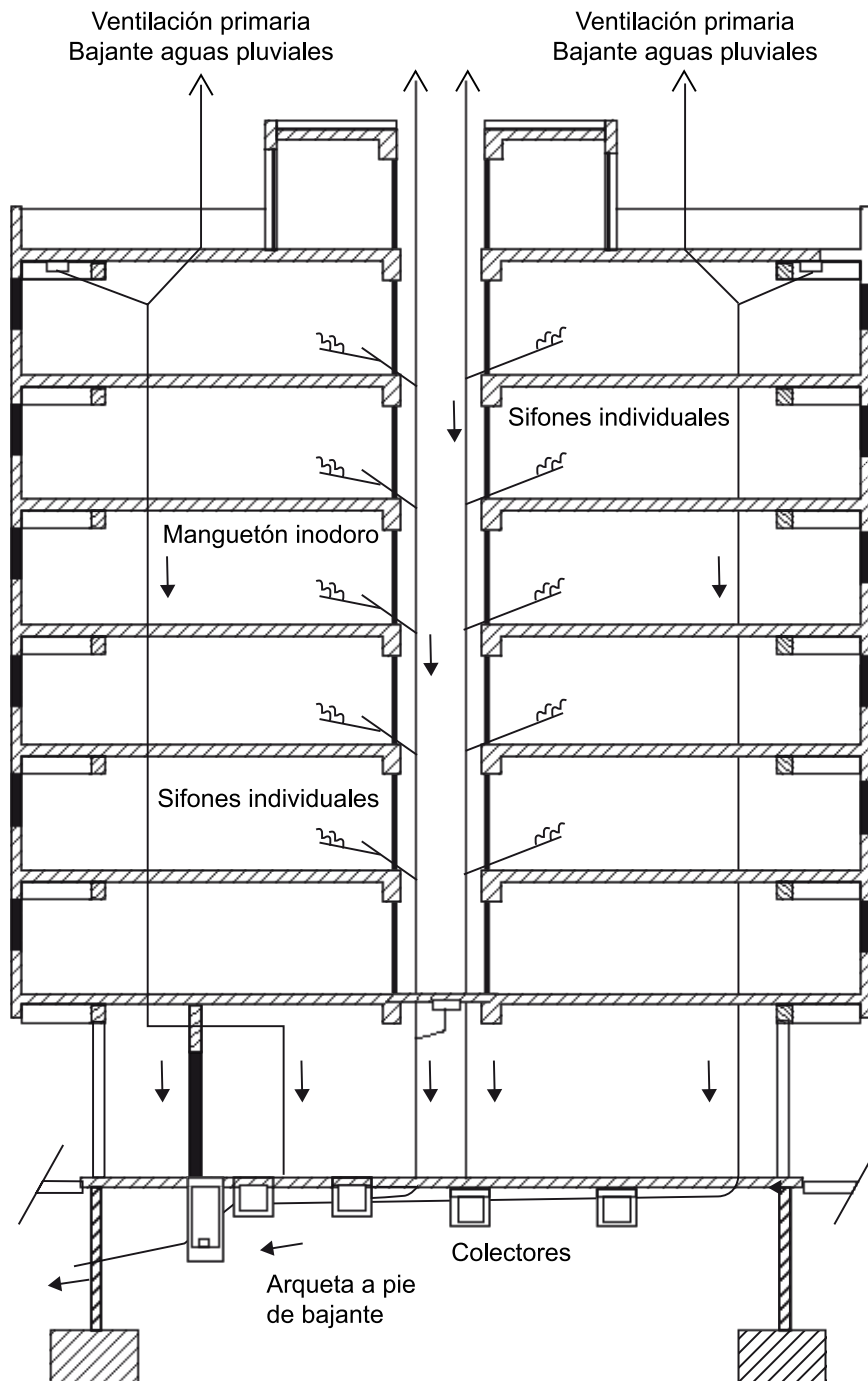 Ventilación primaria
Bajante aguas pluviales
Ventilación primaria
Bajante aguas pluviales
Sifones individuales
Manguetón inodoro
Sifones individuales
Colectores
Arqueta a pie
de bajante